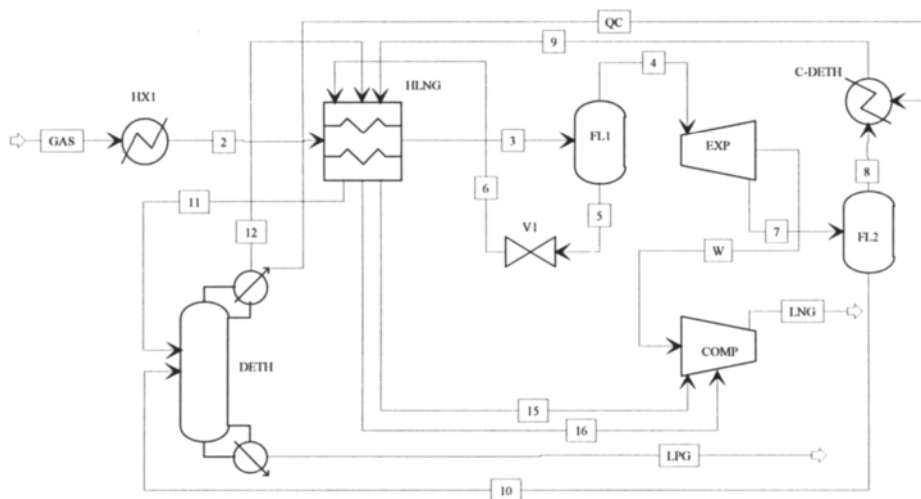 QC
9
4
C-DETH
HX1
HLNG
GAS
2
3
FL1
EXP
8
6
5
7
FL2
11
12
V1
W
LNG
COMP
DETH
15
16
LPG
10